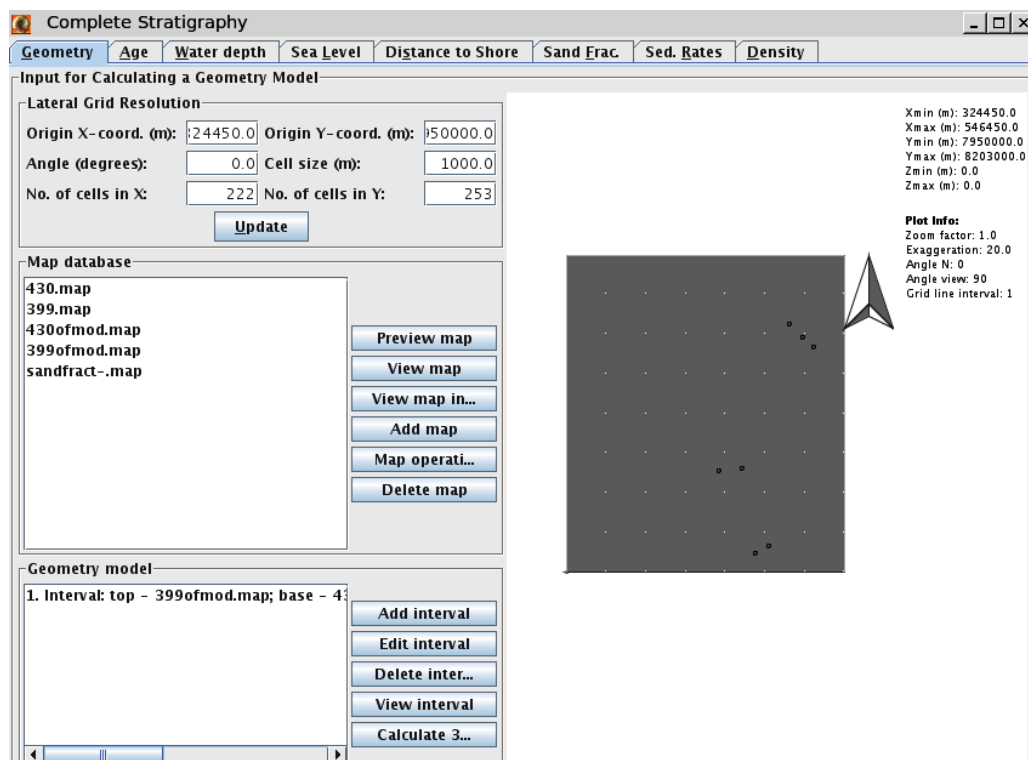 Complete Stratigraphy
Geometry Age Water depth Sea Level Distance to Shore Sand Frac. Sed. Rates Density
Input for Calculating a Geometry Model
Lateral Grid Resolution
Origin X-coord. (m): 24450.0 Origin Y-coord. (m): 950000.0
Angle (degrees): 0.0 Cell size (m): 1000.0
No. of cells in X: 222 No. of cells in Y: 253
Update
Map database
430.map
399.map
430ofmod.map
399ofmod.map
sandfract-.map
Preview map
View map
View map in...
Add map
Map operati...
Delete map
Geometry model
1. Interval: top - 399ofmod.map; base - 43
Add interval
Edit interval
Delete inter...
View interval
Calculate 3...
Xmin (m): 324450.0
Xmax (m): 546450.0
Ymin (m): 7950000.0
Ymax (m): 8203000.0
Zmin (m): 0.0
Zmax (m): 0.0
Plot Info:
Zoom factor: 1.0
Exaggeration: 20.0
Angle N: 0
Angle view: 90
Grid line interval: 1